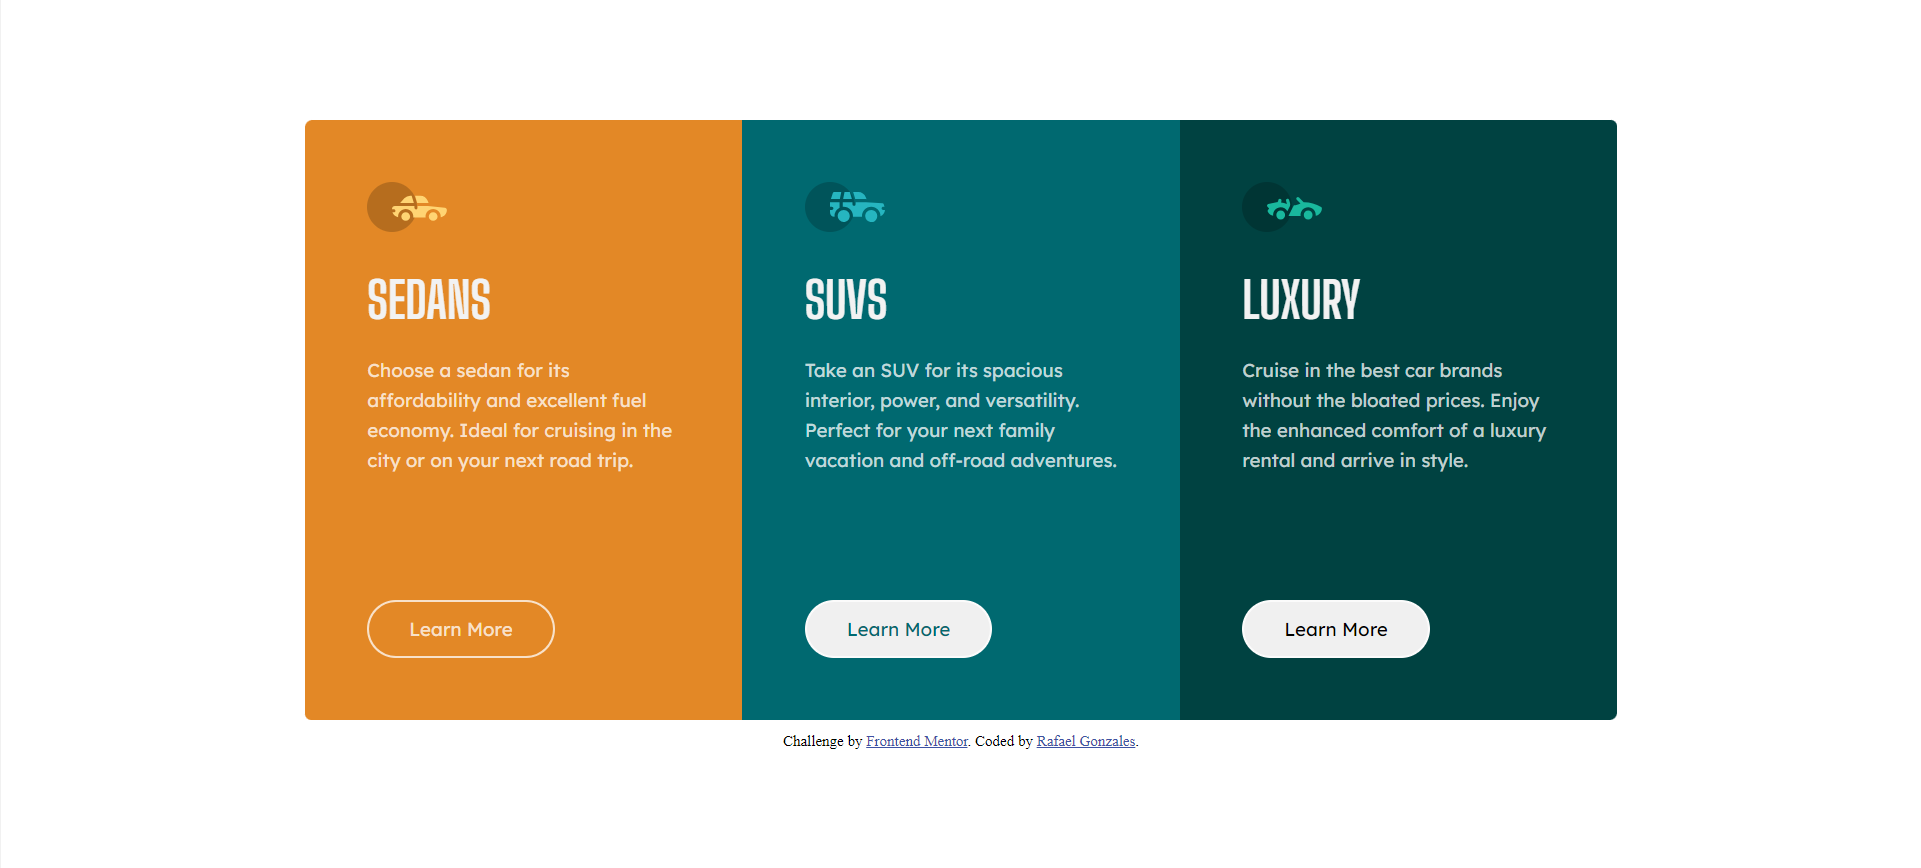 SEDANS
Choose a sedan for its
affordability and excellent fuel
economy. Ideal for cruising in the
city or on your next road trip.
Learn More
SUVS
Take an SUV for its spacious
interior, power, and versatility.
Perfect for your next family
vacation and off-road adventures.
Learn More
LUXURY
Cruise in the best car brands
without the bloated prices. Enjoy
the enhanced comfort of a luxury
rental and arrive in style.
Learn More
Challenge by Frontend Mentor. Coded by Rafael Gonzales.